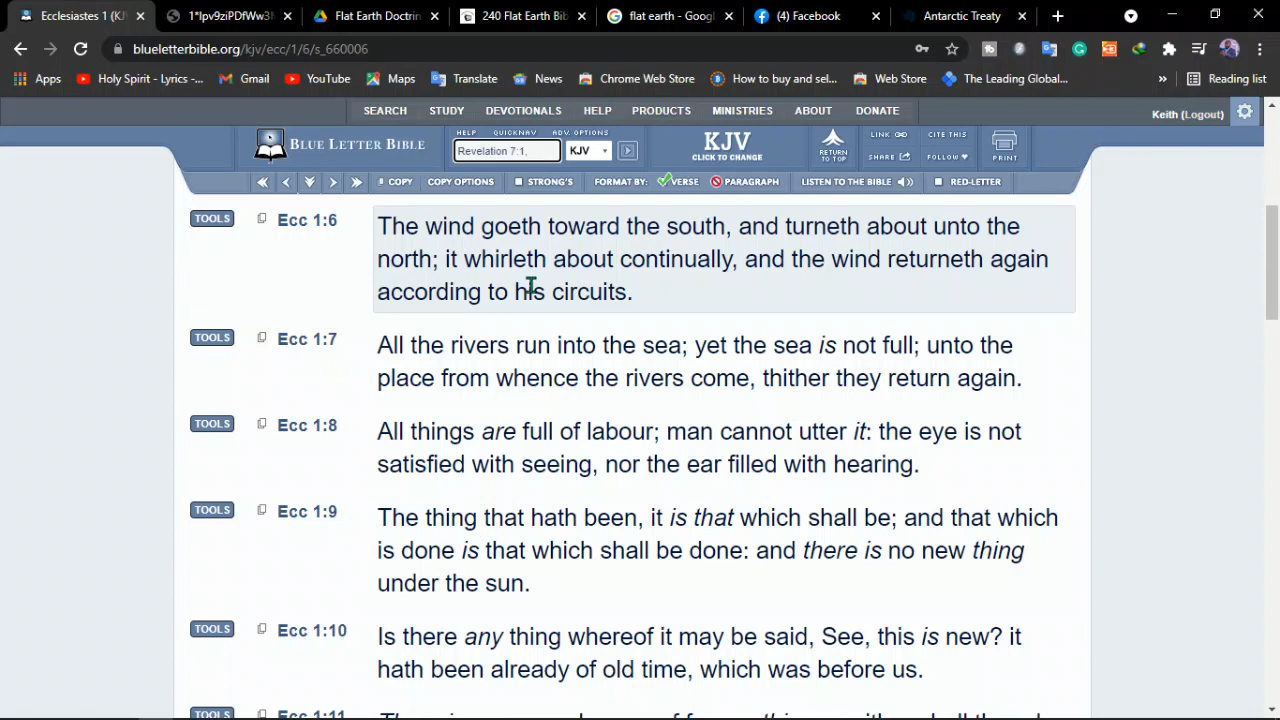 Ecclesiastes 1 (KJ
1*lpv9ziPDfWw3
Flat Earth Doctrin
240 Flat Earth Bib
flat earth - Googl
(4) Facebook
Antarctic Treaty
blueletterbible.org/kjv/ecc/1/6/s_660006
Apps
Holy Spirit - Lyrics -...
Gmail
YouTube
Maps
Translate
News
Chrome Web Store
How to buy and sel...
Web Store
The Leading Global...
»
Reading list
SEARCH
STUDY
DEVOTIONALS
HELP
PRODUCTS
MINISTRIES
ABOUT
DONATE
Keith (Logout)
BLUE LETTER BIBLE
HELP
QUICKNAV
ADV. OPTIONS
Revelation 7:1,
KJV
KJV
CLICK TO CHANGE
RETURN
TO TOP
LINK
CITE THIS
SHARE
FOLLOW
PRINT
COPY
COPY OPTIONS
STRONG'S
FORMAT BY:
VERSE
PARAGRAPH
LISTEN TO THE BIBLE
RED-LETTER
TOOLS
Ecc 1:6
The wind goeth toward the south, and turneth about unto the
north; it whirleth about continually, and the wind returneth again
according to his circuits.
TOOLS
Ecc 1:7
All the rivers run into the sea; yet the sea is not full; unto the
place from whence the rivers come, thither they return again.
TOOLS
Ecc 1:8
All things are full of labour; man cannot utter it: the eye is not
satisfied with seeing, nor the ear filled with hearing.
TOOLS
Ecc 1:9
The thing that hath been, it is that which shall be; and that which
is done is that which shall be done: and there is no new thing
under the sun.
TOOLS
Ecc 1:10
Is there any thing whereof it may be said, See, this is new? it
hath been already of old time, which was before us.
TOOLS
Ecc 1:11